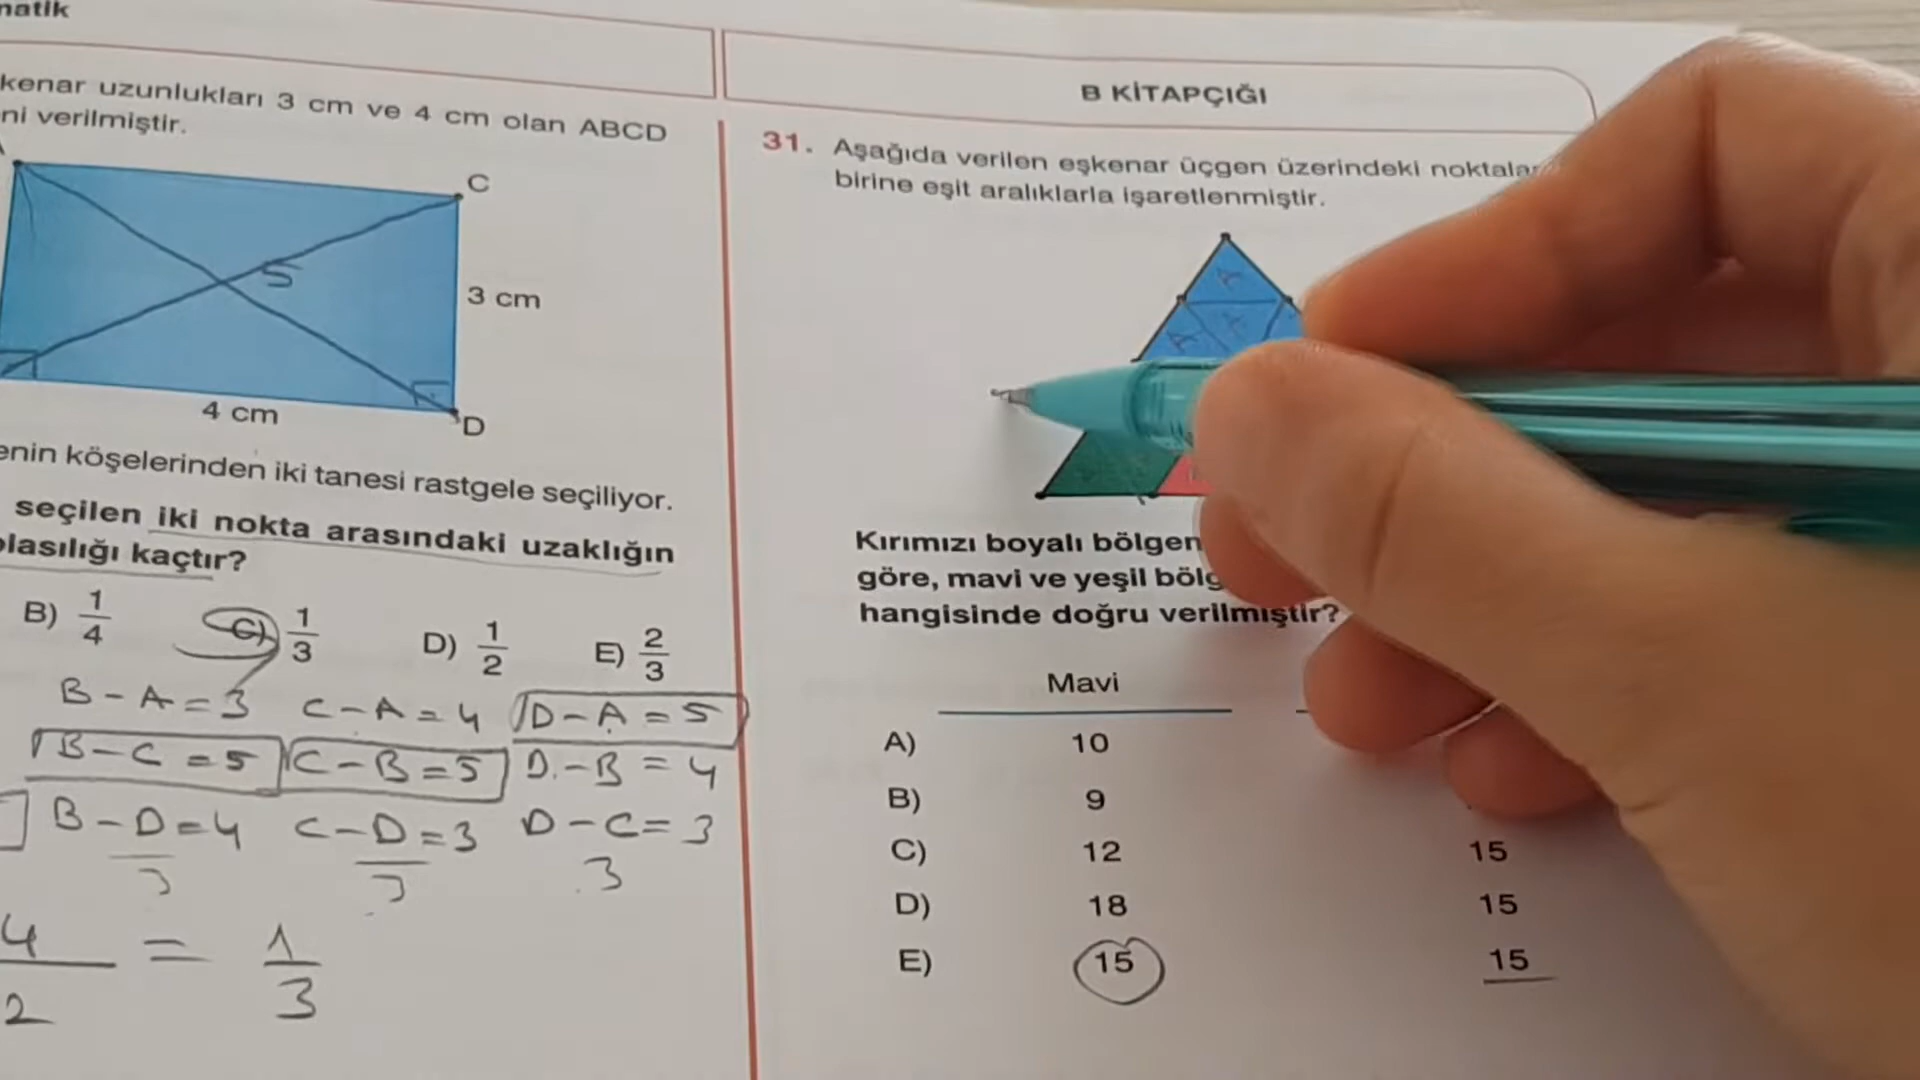 matik
kenar uzunlukları 3 cm ve 4 cm olan ABCD
ni verilmiştir.
C
S
3 cm
4 cm
D
enin köşelerinden iki tanesi rastgele seçiliyor.
seçilen iki nokta arasındaki uzaklığın
olasılığı kaçtır?
B) 1/4 C) 1/3 D) 1/2 E) 2/3
B - A = 3 C - A = 4 D - A = 5
B - C = 5 C - B = 5 D - B = 4
B - D = 4 C - D = 3 D - C = 3
3 3 3
4/2 = 1/3
B KİTAPÇIĞI
31. Aşağıda verilen eşkenar üçgen üzerindeki noktalar
birine eşit aralıklarla işaretlenmiştir.
A
A
Kırımızı boyalı bölgen
göre, mavi ve yeşil bölg
hangisinde doğru verilmiştir?
Mavi
A) 10
B) 9
C) 12 15
D) 18 15
E) 15 15